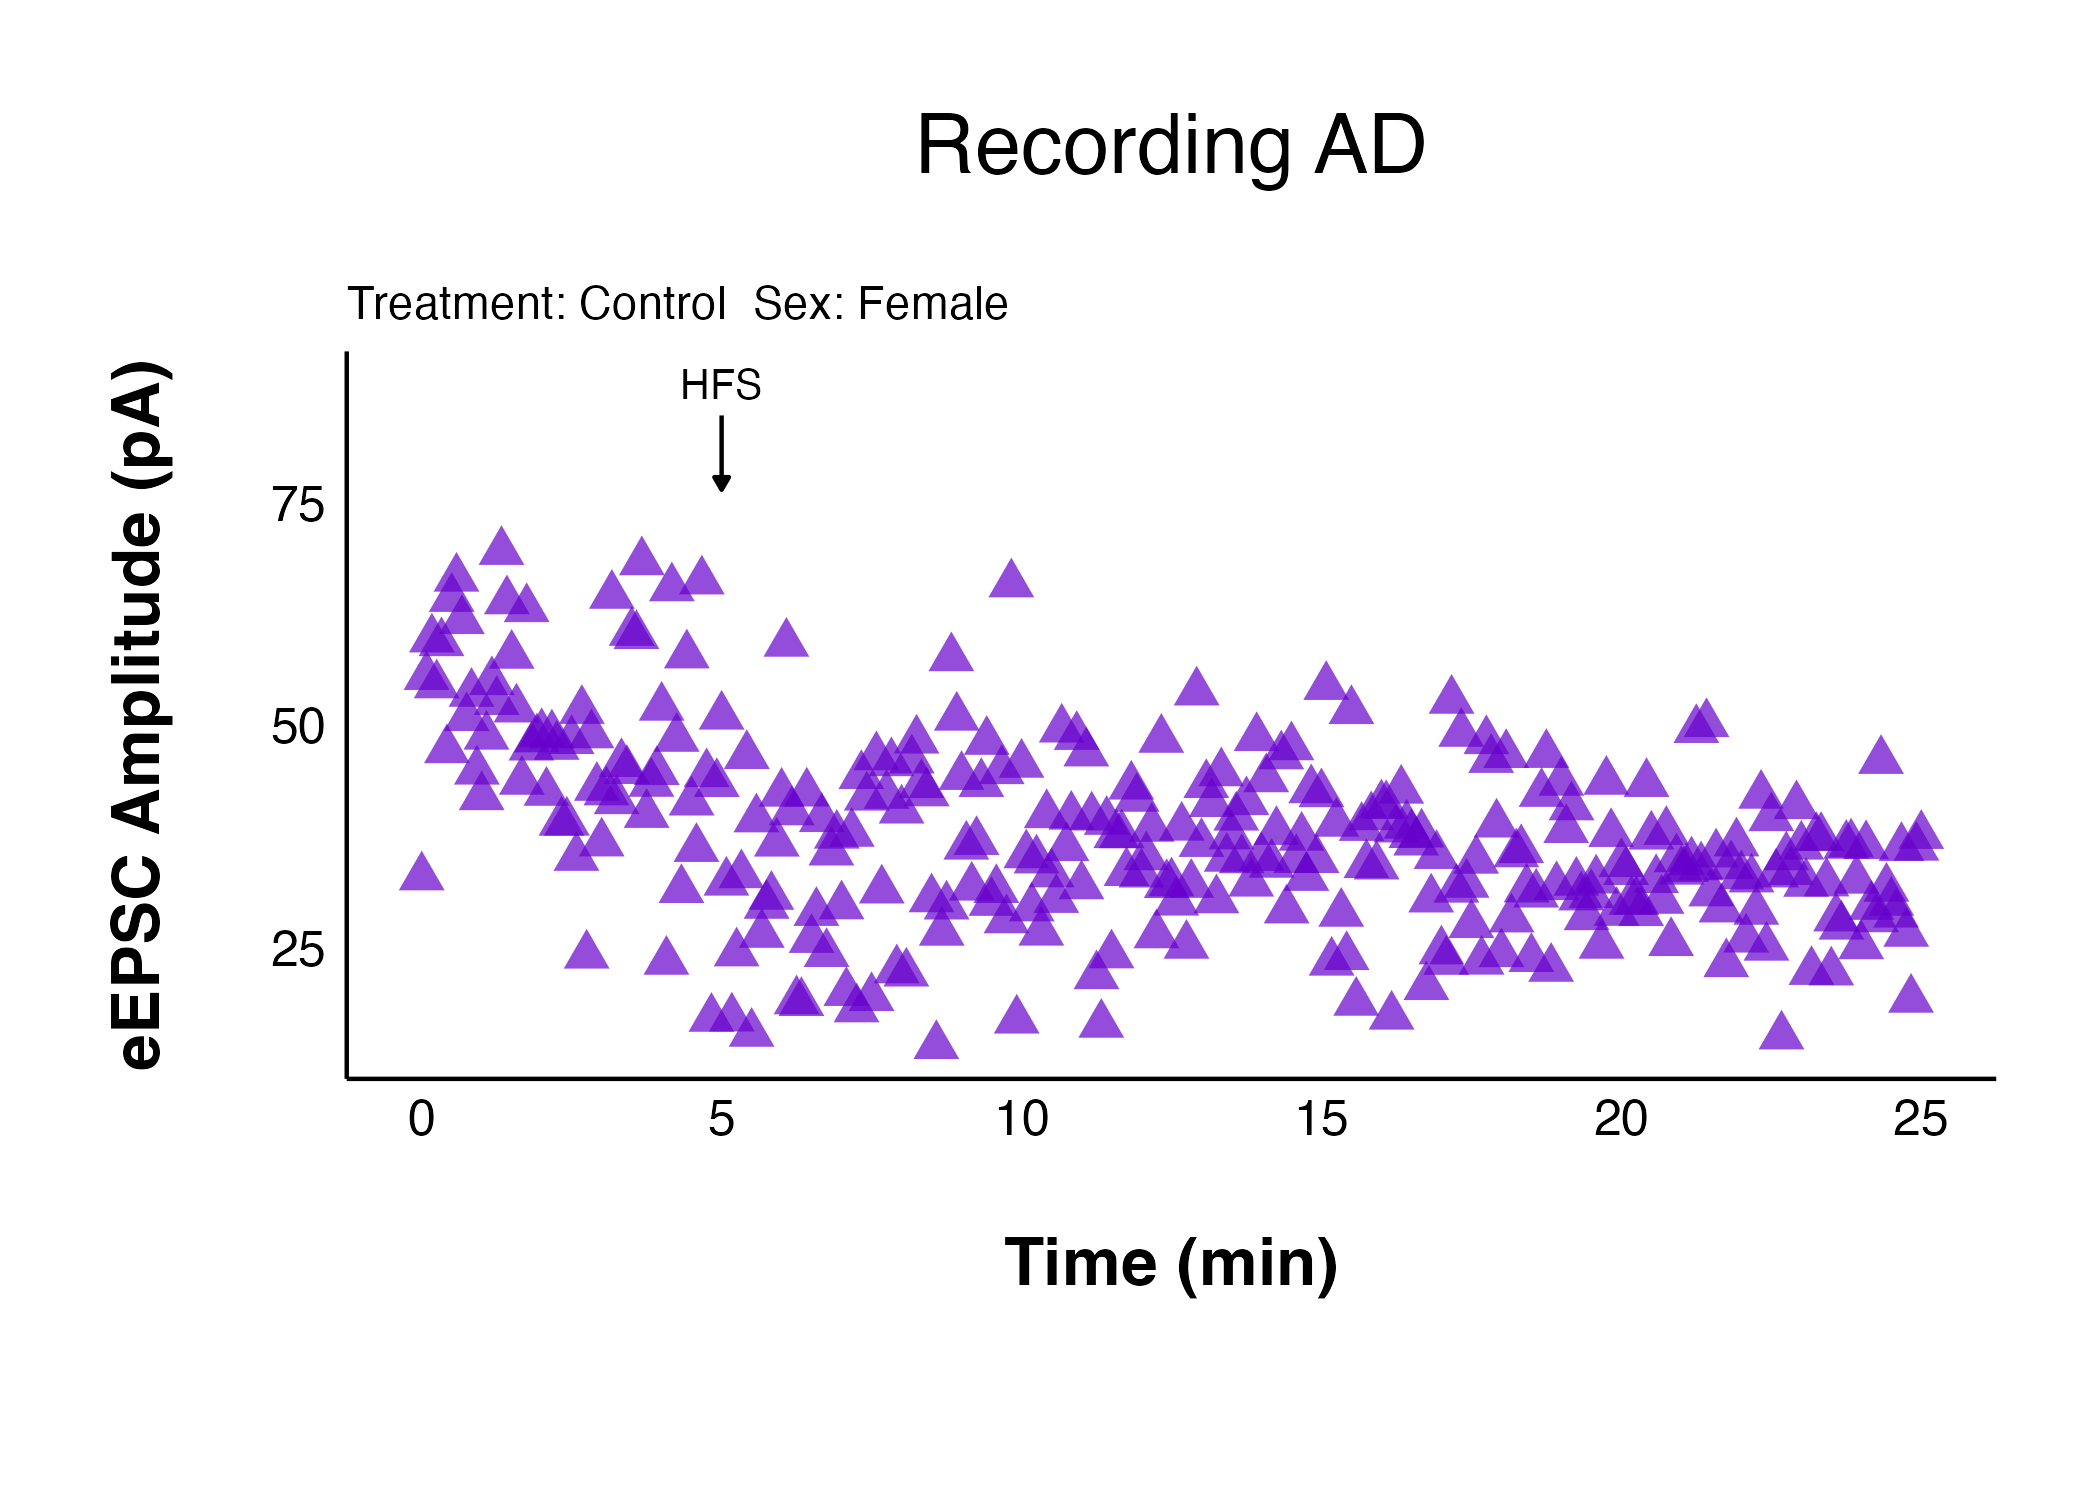 Recording AD
Treatment: Control  Sex: Female
HFS
eEPSC Amplitude (pA)
75
50
25
0 5 10 15 20 25
Time (min)